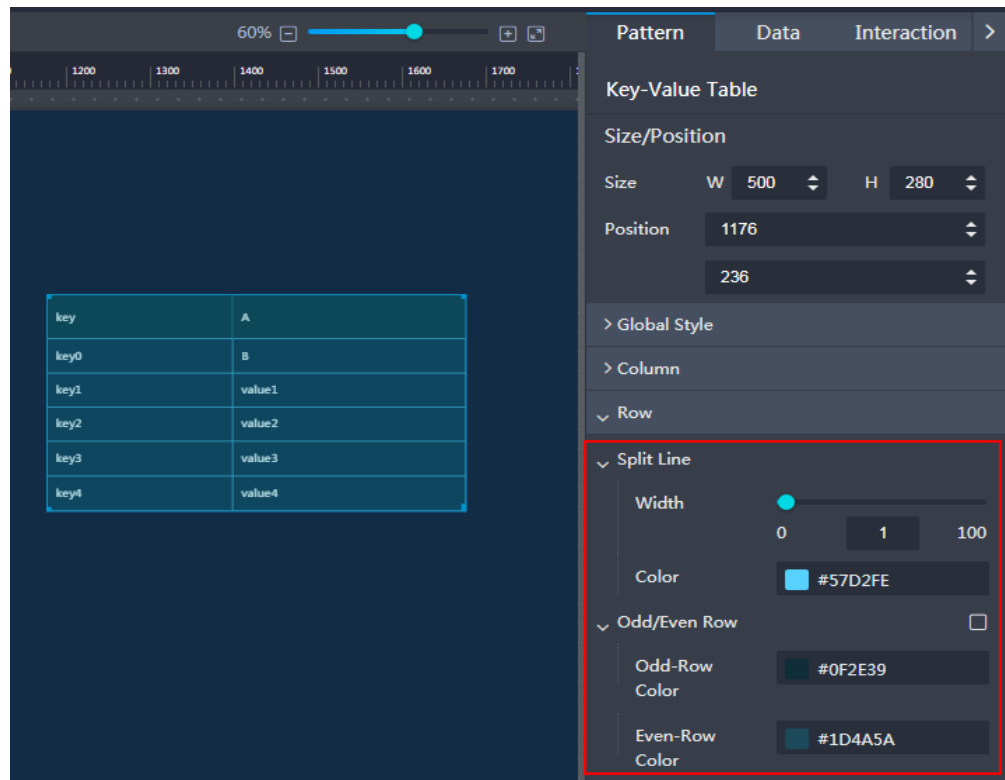 60%
Pattern Data Interaction
1200 1300 1400 1500 1600 1700
Key-Value Table
Size/Position
Size W 500 H 280
Position 1176
236
key A
key0 B
key1 value1
key2 value2
key3 value3
key4 value4
Global Style
Column
Row
Split Line
Width
0 1 100
Color #57D2FE
Odd/Even Row
Odd-Row
Color
#0F2E39
Even-Row
Color
#1D4A5A